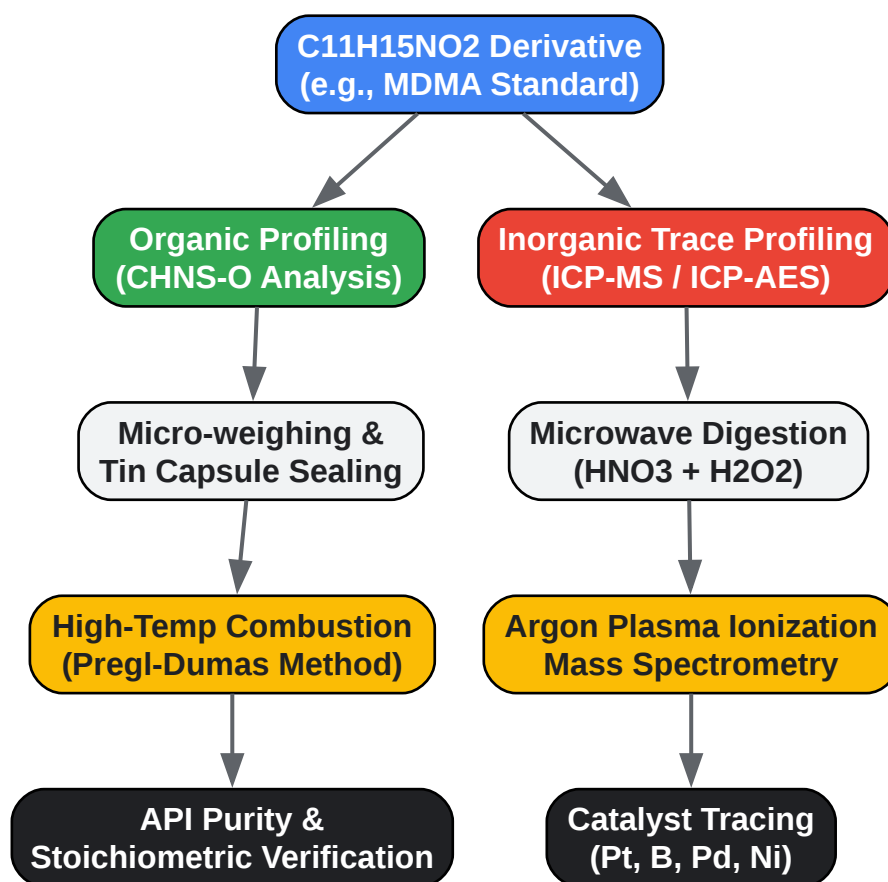 C11H15NO2 Derivative
(e.g., MDMA Standard)
Organic Profiling
(CHNS-O Analysis)
Inorganic Trace Profiling
(ICP-MS / ICP-AES)
Micro-weighing &
Tin Capsule Sealing
Microwave Digestion
(HNO3 + H2O2)
High-Temp Combustion
(Pregl-Dumas Method)
Argon Plasma Ionization
Mass Spectrometry
API Purity &
Stoichiometric Verification
Catalyst Tracing
(Pt, B, Pd, Ni)